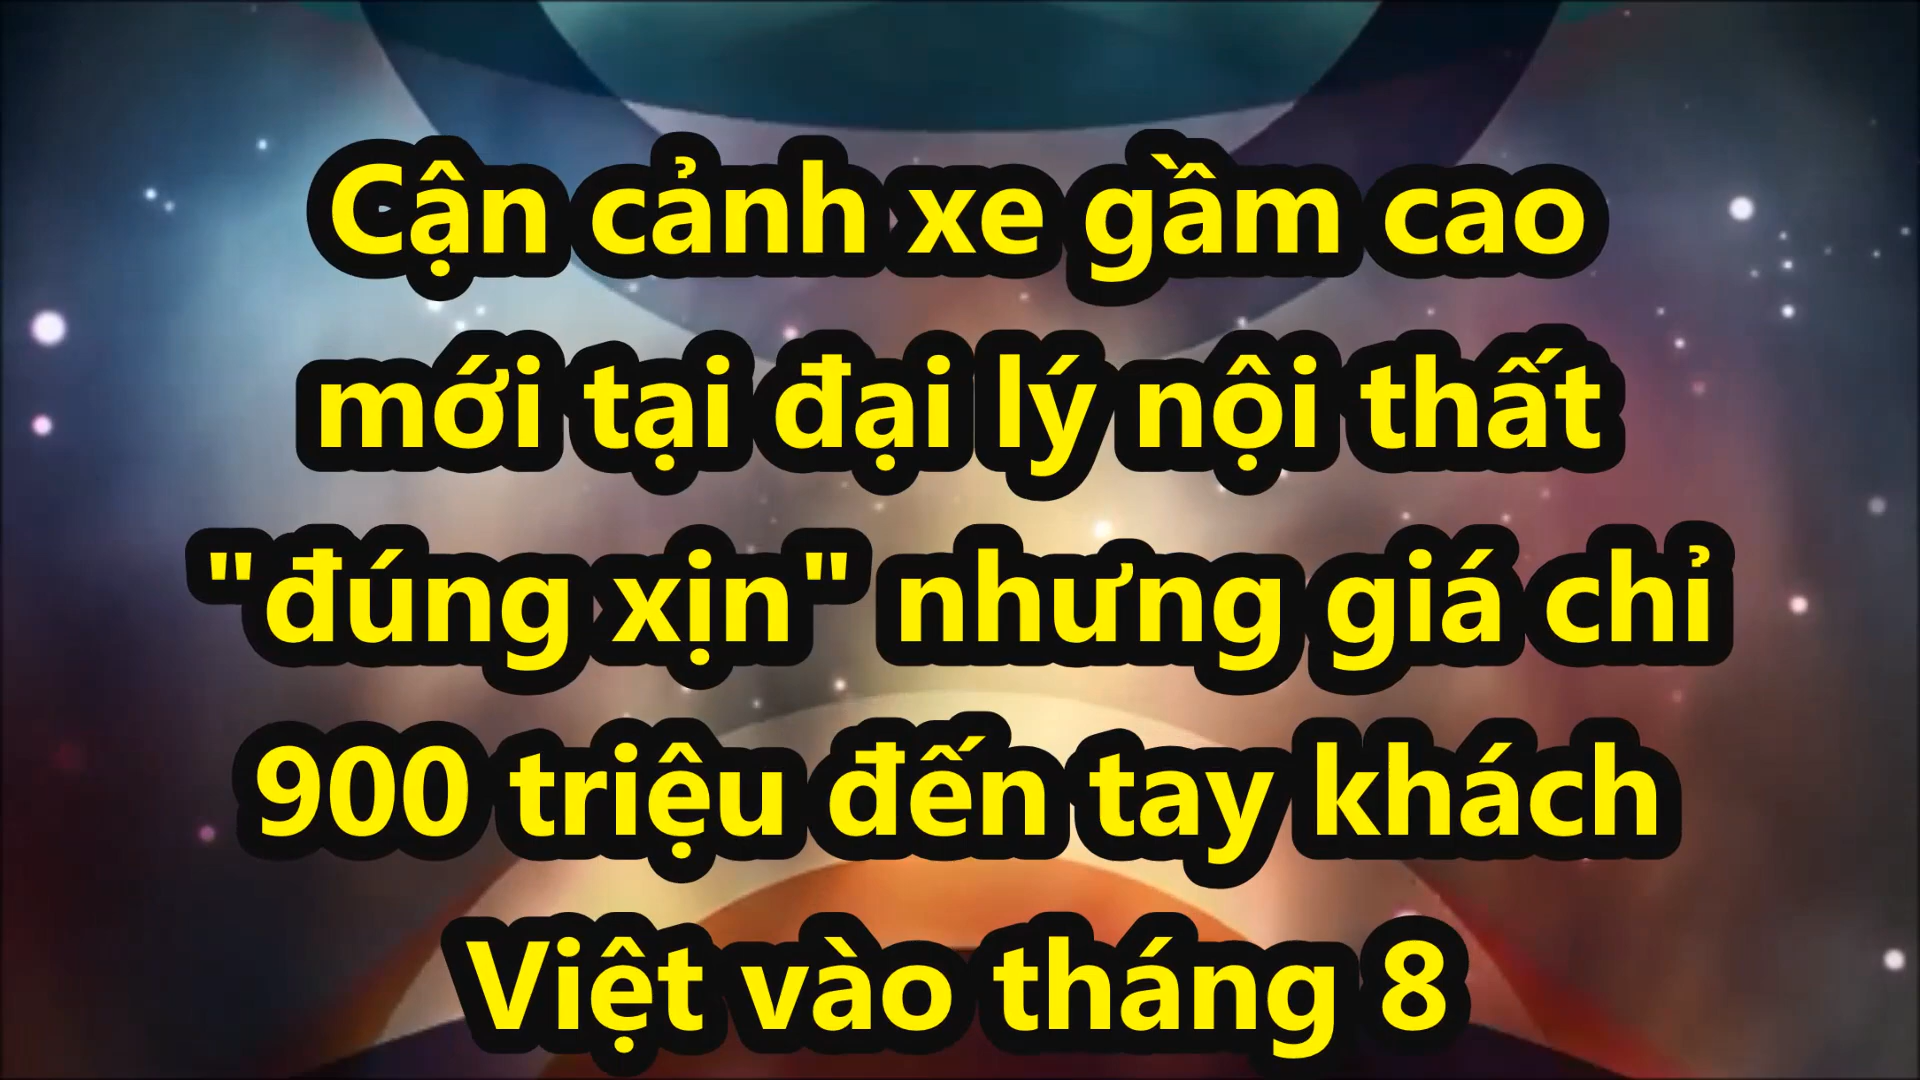 Cận cảnh xe gầm cao
mới tại đại lý nội thất
"đúng xịn" nhưng giá chỉ
900 triệu đến tay khách
Việt vào tháng 8